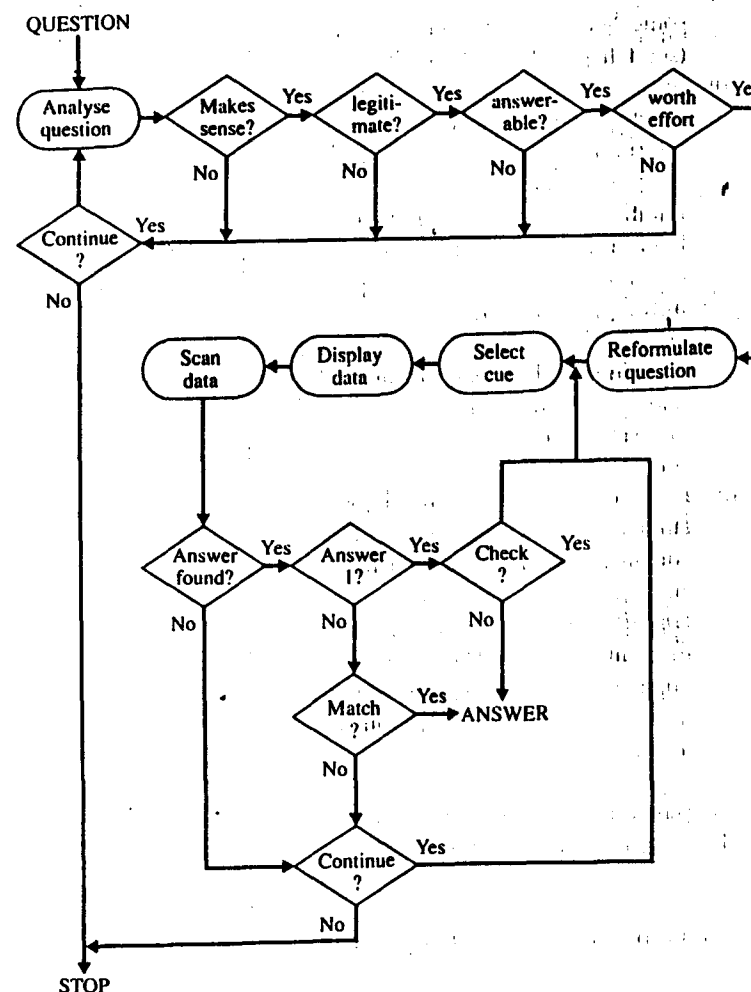 QUESTION
Analyse
question
Makes
sense?
Yes
No
legiti-
mate?
Yes
No
answer-
able?
Yes
No
worth
effort
Ye
No
Continue
?
Yes
No
Scan
data
Display
data
Select
cue
Reformulate
question
Answer
found?
Yes
No
Answer
1?
Yes
No
Check
?
Yes
No
Match
?
Yes
No
ANSWER
Continue
?
Yes
No
STOP